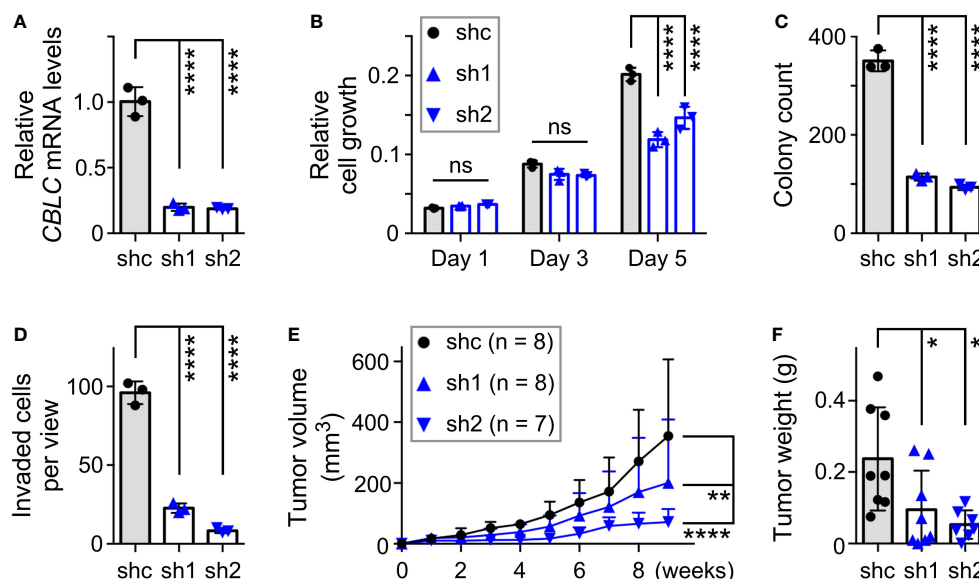 A
Relative
CBLC mRNA levels
1.0
0.5
0
****
****
shc sh1 sh2
B
Relative
cell growth
0.2
0.1
0
shc
sh1
sh2
ns
ns
****
****
Day 1 Day 3 Day 5
C
Colony count
400
200
0
****
****
shc sh1 sh2
D
Invaded cells
per view
100
50
0
****
****
shc sh1 sh2
E
Tumor volume
(mm3)
600
400
200
0
shc (n = 8)
sh1 (n = 8)
sh2 (n = 7)
**
****
0 2 4 6 8 (weeks)
F
Tumor weight (g)
0.4
0.2
0
*
*
shc sh1 sh2